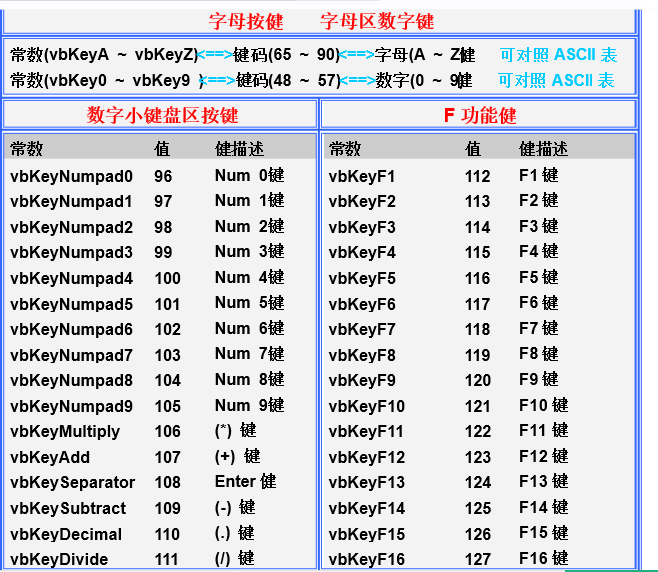 字母按健 字母区数字键
常数(vbKeyA ~ vbKeyZ)<==>键码(65 ~ 90)<==>字母(A ~ Z)键 可对照 ASCII 表
常数(vbKey0 ~ vbKey9 )<==>键码(48 ~ 57)<==>数字(0 ~ 9)键 可对照 ASCII 表
数字小健盘区按键
常数 值 健描述
vbKeyNumpad0 96 Num 0键
vbKeyNumpad1 97 Num 1键
vbKeyNumpad2 98 Num 2键
vbKeyNumpad3 99 Num 3键
vbKeyNumpad4 100 Num 4键
vbKeyNumpad5 101 Num 5键
vbKeyNumpad6 102 Num 6键
vbKeyNumpad7 103 Num 7键
vbKeyNumpad8 104 Num 8键
vbKeyNumpad9 105 Num 9键
vbKeyMultiply 106 (*) 键
vbKeyAdd 107 (+) 键
vbKeySeparator 108 Enter 健
vbKeySubtract 109 (-) 键
vbKeyDecimal 110 (.) 键
vbKeyDivide 111 (/) 键
F 功能健
常数 值 健描述
vbKeyF1 112 F1 键
vbKeyF2 113 F2 键
vbKeyF3 114 F3 键
vbKeyF4 115 F4 键
vbKeyF5 116 F5 键
vbKeyF6 117 F6 键
vbKeyF7 118 F7 键
vbKeyF8 119 F8 键
vbKeyF9 120 F9 键
vbKeyF10 121 F10 键
vbKeyF11 122 F11 键
vbKeyF12 123 F12 键
vbKeyF13 124 F13 键
vbKeyF14 125 F14 键
vbKeyF15 126 F15 键
vbKeyF16 127 F16 键